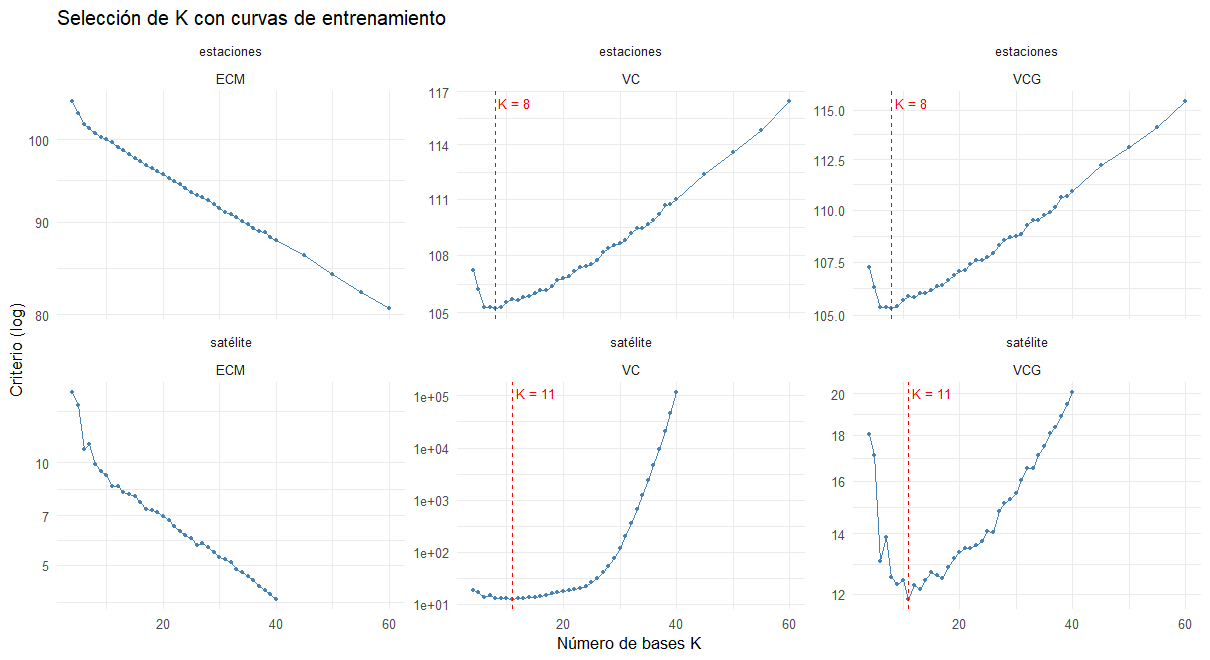 Selección de K con curvas de entrenamiento
estaciones
ECM
estaciones
VC
estaciones
VCG
100
90
80
117
114
111
108
105
K = 8
115.0
112.5
110.0
107.5
105.0
K = 8
Criterio (log)
satélite
ECM
satélite
VC
satélite
VCG
10
7
5
20
40
60
1e+05
1e+04
1e+03
1e+02
1e+01
K = 11
20
40
60
20
18
16
14
12
K = 11
20
40
60
Número de bases K